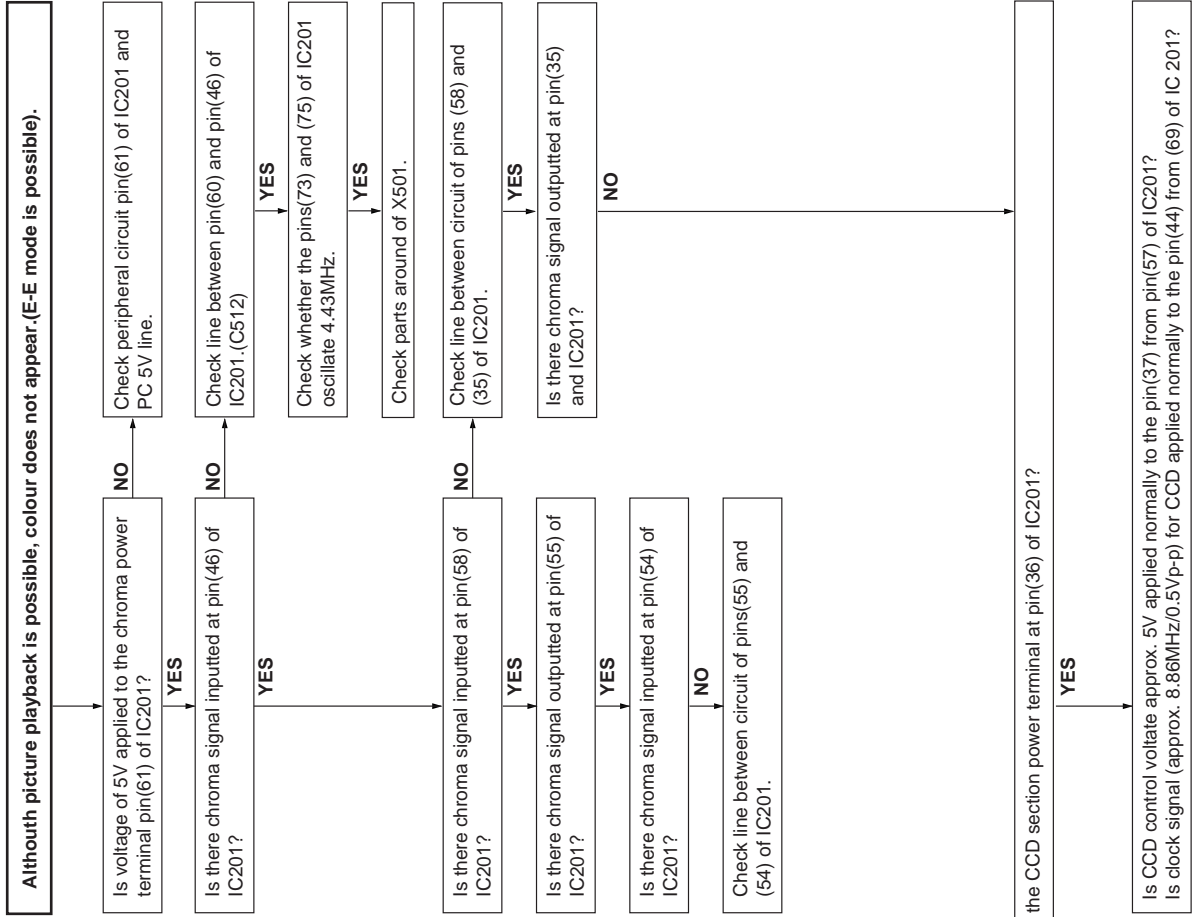 Althouth picture playback is possible, colour does not appear.(E-E mode is possible).
Is voltage of 5V applied to the chroma power
terminal pin(61) of IC201?
NO
Check peripheral circuit pin(61) of IC201 and
PC 5V line.
YES
Is there chroma signal inputted at pin(46) of
IC201?
NO
Check line between pin(60) and pin(46) of
IC201.(C512)
YES
Check whether the pins(73) and (75) of IC201
oscillate 4.43MHz.
YES
Check parts around of X501.
YES
Is there chroma signal inputted at pin(58) of
IC201?
NO
Check line between circuit of pins (58) and
(35) of IC201.
YES
Is there chroma signal outputted at pin(35)
and IC201?
NO
YES
Is there chroma signal outputted at pin(55) of
IC201?
YES
Is there chroma signal inputted at pin(54) of
IC201?
NO
Check line between circuit of pins(55) and
(54) of IC201.
the CCD section power terminal at pin(36) of IC201?
YES
Is CCD control voltate approx. 5V applied normally to the pin(37) from pin(57) of IC201?
Is clock signal (approx. 8.86MHz/0.5Vp-p) for CCD applied normally to the pin(44) from (69) of IC 201?